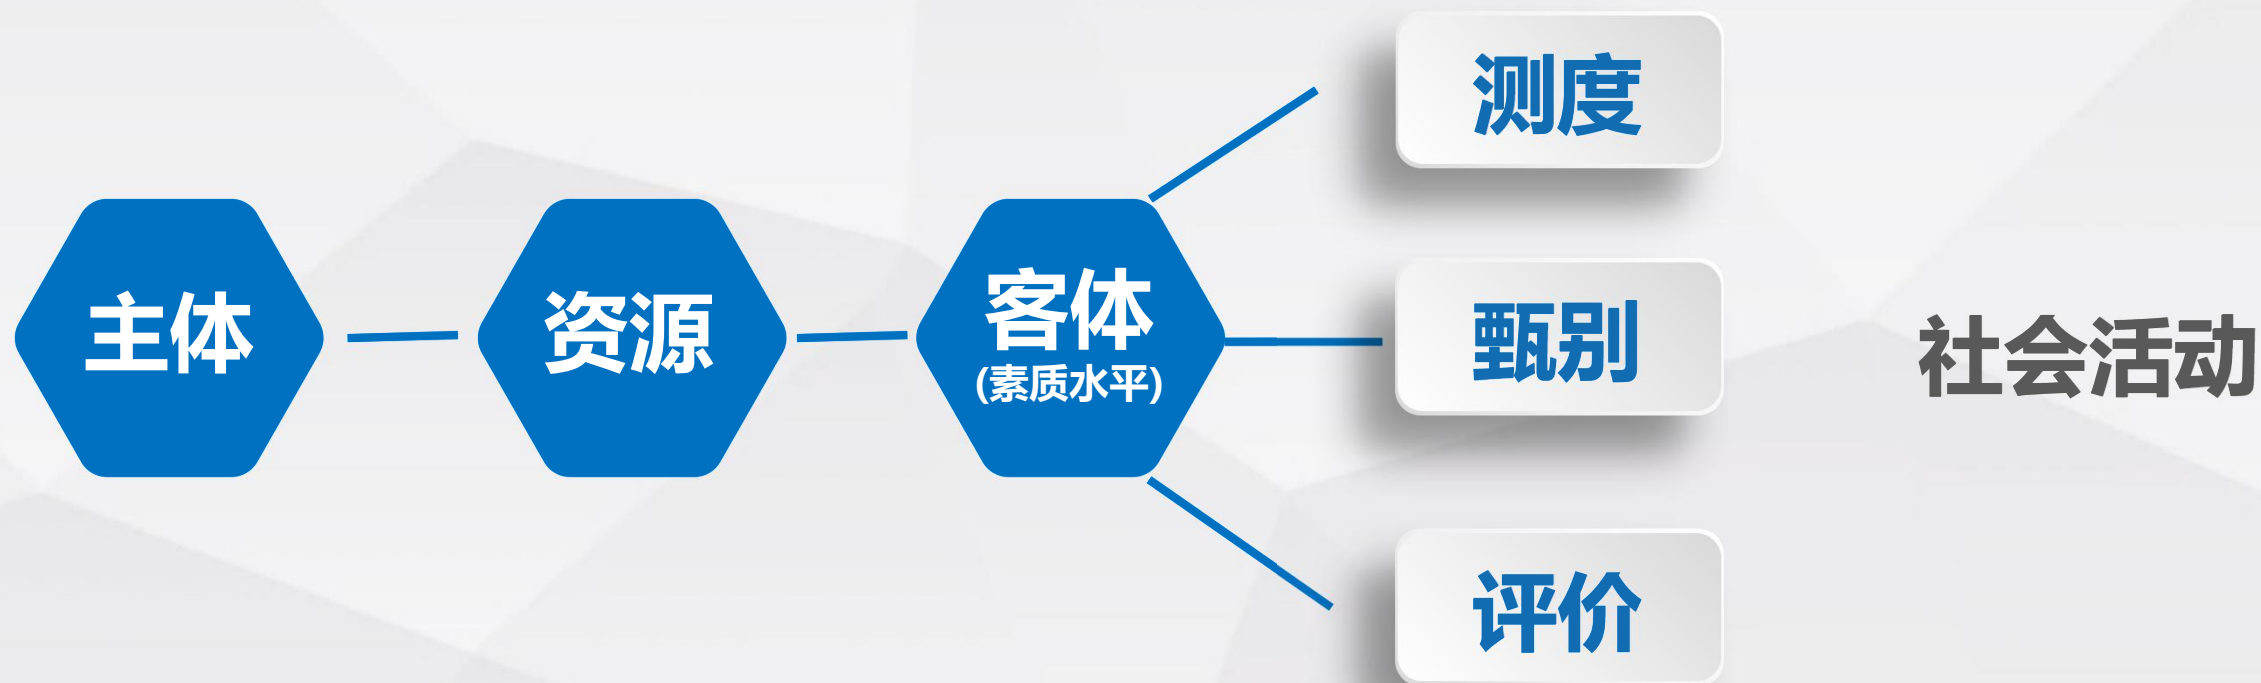 主体
资源
客体
(素质水平)
测度
甄别
评价
社会活动